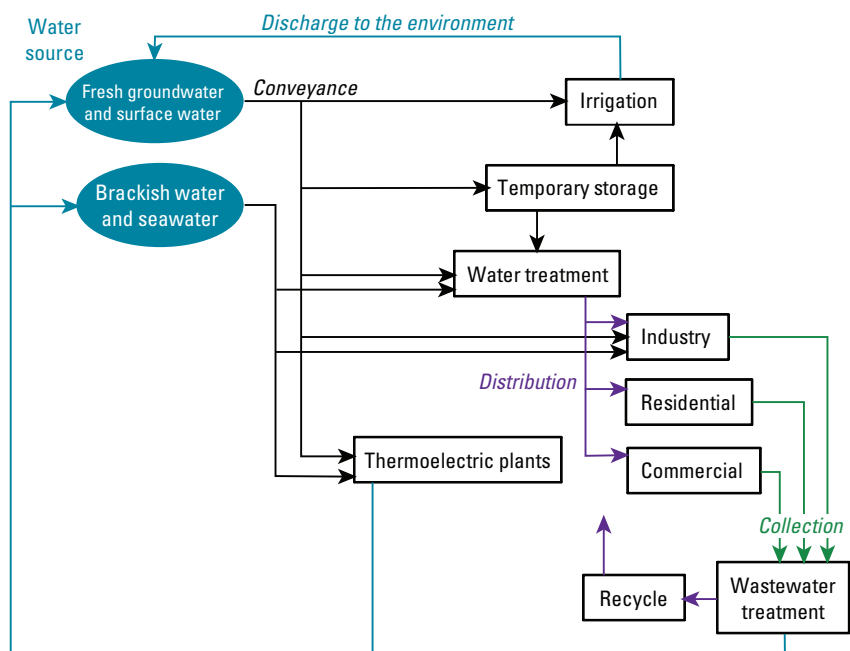 Water
source
Discharge to the environment
Fresh groundwater
and surface water
Conveyance
Irrigation
Brackish water
and seawater
Temporary storage
Water treatment
Industry
Distribution
Residential
Thermoelectric plants
Commercial
Collection
Recycle
Wastewater
treatment